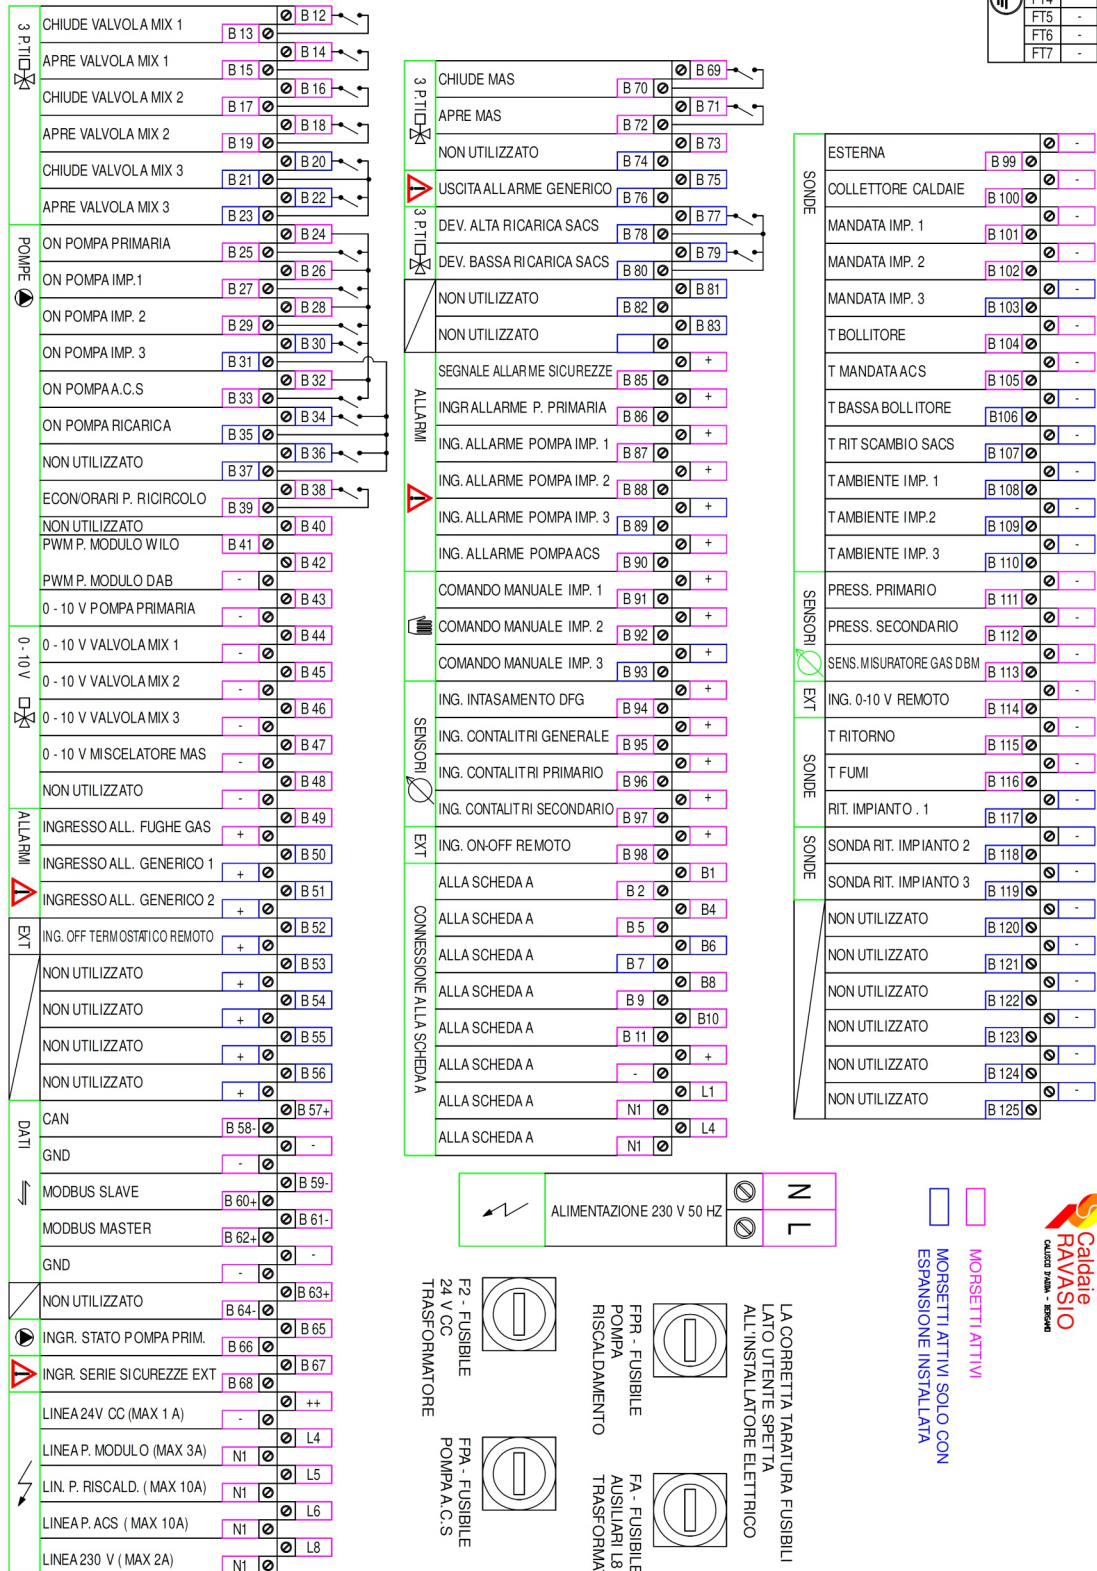 3 P.TI
CHIUDE VALVOLA MIX 1
B 12
B 13
APRE VALVOLA MIX 1
B 14
B 15
CHIUDE VALVOLA MIX 2
B 16
B 17
APRE VALVOLA MIX 2
B 18
B 19
CHIUDE VALVOLA MIX 3
B 20
B 21
APRE VALVOLA MIX 3
B 22
B 23
POMPE
ON POMPA PRIMARIA
B 24
B 25
ON POMPA IMP.1
B 26
B 27
ON POMPA IMP. 2
B 28
B 29
ON POMPA IMP. 3
B 30
B 31
ON POMPA A.C.S
B 32
B 33
ON POMPA RICARICA
B 34
B 35
NON UTILIZZATO
B 36
B 37
ECON/ORARI P. RICIRCOLO
B 38
B 39
NON UTILIZZATO
B 40
PWM P. MODULO WILO
B 41
B 42
PWM P. MODULO DAB
-
0 - 10 V POMPA PRIMARIA
B 43
-
0- 10V
0 - 10 V VALVOLA MIX 1
B 44
-
0 - 10 V VALVOLA MIX 2
B 45
-
0 - 10 V VALVOLA MIX 3
B 46
-
0 - 10 V MISCELATORE MAS
B 47
-
NON UTILIZZATO
B 48
-
ALLARMI
INGRESSO ALL. FUGHE GAS
B 49
+
INGRESSO ALL. GENERICO 1
B 50
+
INGRESSO ALL. GENERICO 2
B 51
+
EXT
ING. OFF TERMOSTATICO REMOTO
B 52
+
NON UTILIZZATO
B 53
+
NON UTILIZZATO
B 54
+
NON UTILIZZATO
B 55
+
NON UTILIZZATO
B 56
+
DATI
CAN
B 57+
B 58-
GND
-
-
MODBUS SLAVE
B 59-
B 60+
MODBUS MASTER
B 61-
B 62+
GND
-
-
NON UTILIZZATO
B 63+
B 64-
INGR. STATO POMPA PRIM.
B 65
B 66
INGR. SERIE SICUREZZE EXT
B 67
B 68
LINEA 24V CC (MAX 1 A)
++
-
LINEA P. MODULO (MAX 3A)
L4
N1
LIN. P. RISCALD. ( MAX 10A)
L5
N1
LINEA P. ACS ( MAX 10A)
L6
N1
LINEA 230 V ( MAX 2A)
L8
N1
3 P.TI
CHIUDE MAS
B 69
B 70
APRE MAS
B 71
B 72
NON UTILIZZATO
B 73
B 74
USCITA ALLARME GENERICO
B 75
B 76
3 P.TI
DEV. ALTA RICARICA SACS
B 77
B 78
DEV. BASSA RICARICA SACS
B 79
B 80
NON UTILIZZATO
B 81
B 82
NON UTILIZZATO
B 83
ALLARMI
SEGNALE ALLARME SICUREZZE
+
B 85
INGR ALLARME P. PRIMARIA
+
B 86
ING. ALLARME POMPA IMP. 1
+
B 87
ING. ALLARME POMPA IMP. 2
+
B 88
ING. ALLARME POMPA IMP. 3
+
B 89
ING. ALLARME POMPA ACS
+
B 90
COMANDO MANUALE IMP. 1
+
B 91
COMANDO MANUALE IMP. 2
+
B 92
COMANDO MANUALE IMP. 3
+
B 93
SENSORI
ING. INTASAMENTO DFG
+
B 94
ING. CONTALITRI GENERALE
+
B 95
ING. CONTALITRI PRIMARIO
+
B 96
ING. CONTALITRI SECONDARIO
+
B 97
EXT
ING. ON-OFF REMOTO
+
B 98
CONNESSIONE ALLA SCHEDA A
ALLA SCHEDA A
B1
B 2
ALLA SCHEDA A
B4
B 5
ALLA SCHEDA A
B6
B 7
ALLA SCHEDA A
B8
B 9
ALLA SCHEDA A
B10
B 11
ALLA SCHEDA A
+
-
ALLA SCHEDA A
L1
N1
ALLA SCHEDA A
L4
N1
ALIMENTAZIONE 230 V 50 HZ
N
L
F2 - FUSIBILE
24 V CC
TRASFORMATORE
FPR - FUSIBILE
POMPA
RISCALDAMENTO
FPA - FUSIBILE
POMPA A.C.S
FA - FUSIBILE
AUSILIARI L8
LA CORRETTA TARATURA FUSIBILI
LATO UTENTE SPETTA
ALL'INSTALLATORE ELETTRICO
FT5 -
FT6 -
FT7 -
SONDE
ESTERNA
-
B 99
COLLETTORE CALDAIE
-
B 100
MANDATA IMP. 1
-
B 101
MANDATA IMP. 2
-
B 102
MANDATA IMP. 3
-
B 103
T BOLLITORE
-
B 104
T MANDATA ACS
-
B 105
T BASSA BOLLITORE
-
B106
T RIT SCAMBIO SACS
-
B 107
T AMBIENTE IMP. 1
-
B 108
T AMBIENTE IMP.2
-
B 109
T AMBIENTE IMP. 3
-
B 110
SENSORI
PRESS. PRIMARIO
-
B 111
PRESS. SECONDARIO
-
B 112
SENS. MISURATORE GAS DBM
-
B 113
EXT
ING. 0-10 V REMOTO
-
B 114
SONDE
T RITORNO
-
B 115
T FUMI
-
B 116
RIT. IMPIANTO . 1
-
B 117
SONDE
SONDA RIT. IMPIANTO 2
-
B 118
SONDA RIT. IMPIANTO 3
-
B 119
NON UTILIZZATO
-
B 120
NON UTILIZZATO
-
B 121
NON UTILIZZATO
-
B 122
NON UTILIZZATO
-
B 123
NON UTILIZZATO
-
B 124
NON UTILIZZATO
-
B 125
MORSETTI ATTIVI
MORSETTI ATTIVI SOLO CON
ESPANSIONE INSTALLATA
Caldaie
RAVASIO
CALUSCO D'ADDA - BERGAMO